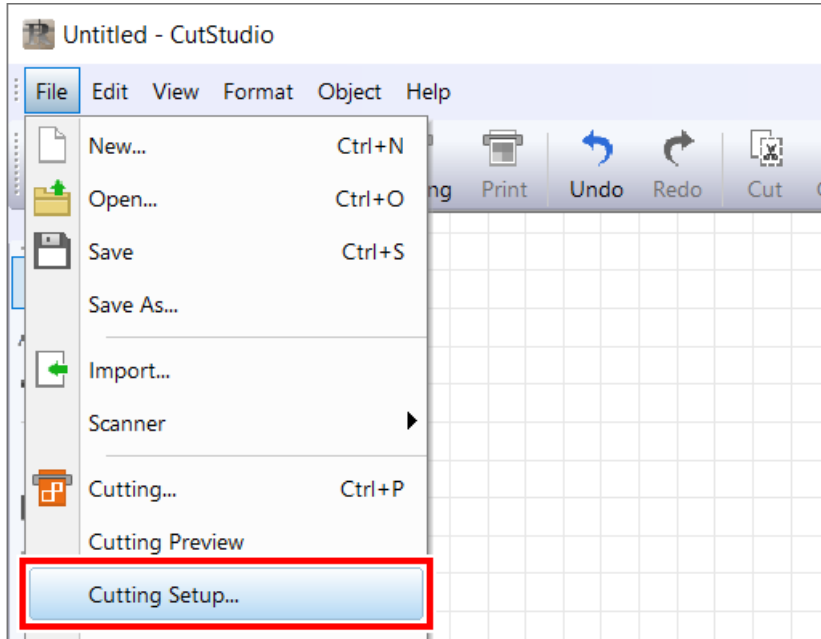 Untitled - CutStudio
File Edit View Format Object Help
New... Ctrl+N
Open... Ctrl+O
Save Ctrl+S
Save As...
Import...
Scanner
Cutting... Ctrl+P
Cutting Preview
Cutting Setup...
ng Print Undo Redo Cut